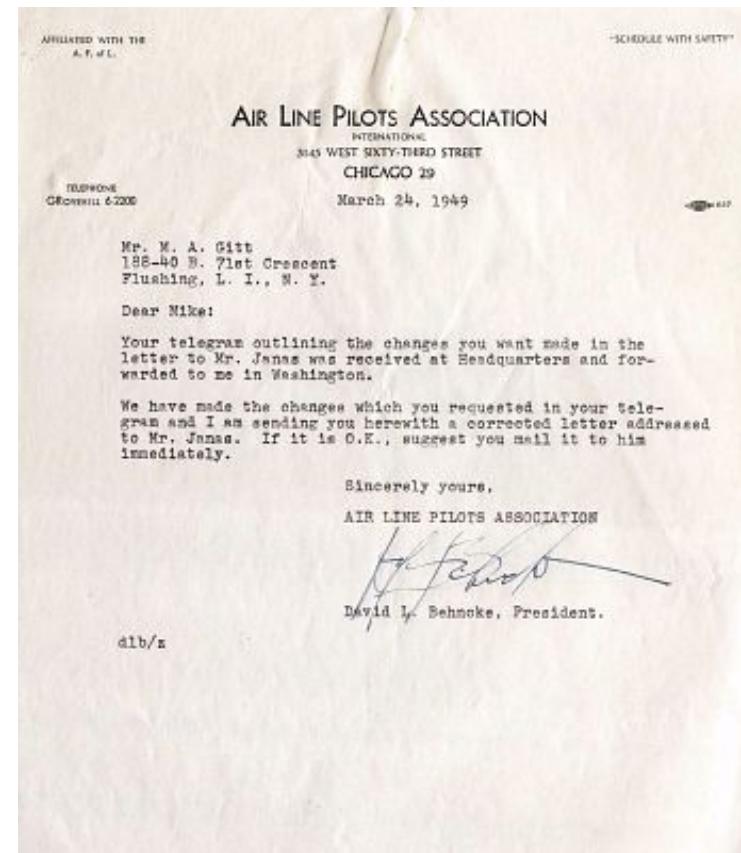 AFFILIATED WITH THE
A. F. of L.
"SCHEDULE WITH SAFETY"
AIR LINE PILOTS ASSOCIATION
INTERNATIONAL
3145 WEST SIXTY-THIRD STREET
CHICAGO 29
TELEPHONE
GROVEHILL 6-2200
March 24, 1949
Mr. M. A. Gitt
188-40 B. 71st Crescent
Flushing, L. I., N. Y.
Dear Mike:
Your telegram outlining the changes you want made in the
letter to Mr. Janas was received at Headquarters and for-
warded to me in Washington.
We have made the changes which you requested in your tele-
gram and I am sending you herewith a corrected letter addressed
to Mr. Janas. If it is O.K., suggest you mail it to him
immediately.
Sincerely yours,
AIR LINE PILOTS ASSOCIATION
David L. Behncke, President.
dlb/z